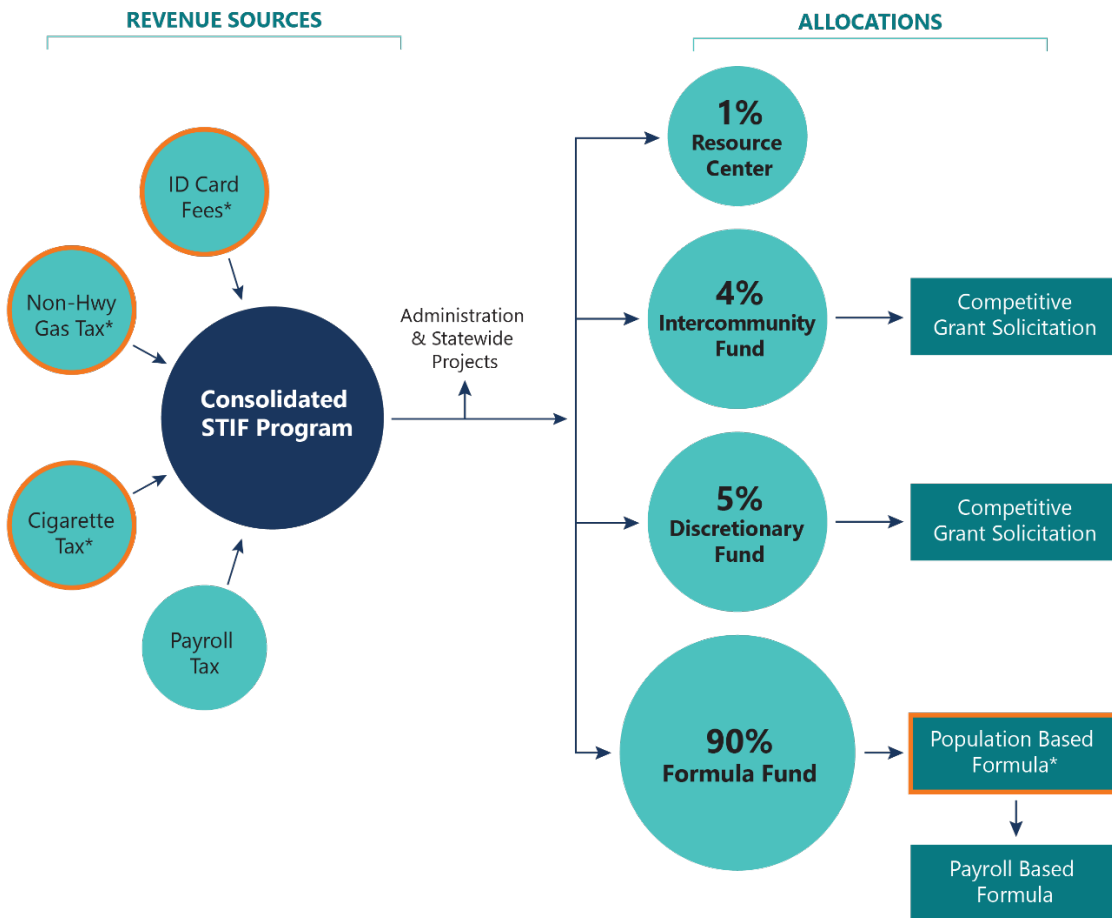 REVENUE SOURCES
ALLOCATIONS
ID Card
Fees*
Non-Hwy
Gas Tax*
Consolidated
STIF Program
Cigarette
Tax*
Payroll
Tax
Administration
& Statewide
Projects
1%
Resource
Center
4%
Intercommunity
Fund
Competitive
Grant Solicitation
5%
Discretionary
Fund
Competitive
Grant Solicitation
90%
Formula Fund
Population Based
Formula*
Payroll Based
Formula